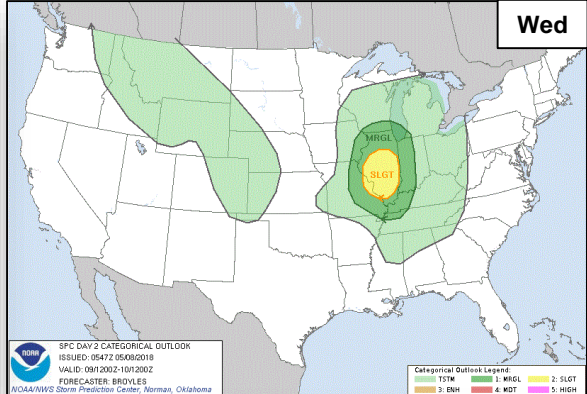 Wed
MRGL
SLGT
NOAA
SPC DAY 2 CATEGORICAL OUTLOOK
ISSUED: 0547Z 05/08/2018
VALID: 09/1200Z-10/1200Z
FORECASTER: BROYLES
NOAA/NWS Storm Prediction Center, Norman, Oklahoma
Categorical Outlook Legend:
TSTM 1: MRGL 2: SLGT
3: ENH 4: MDT 5: HIGH